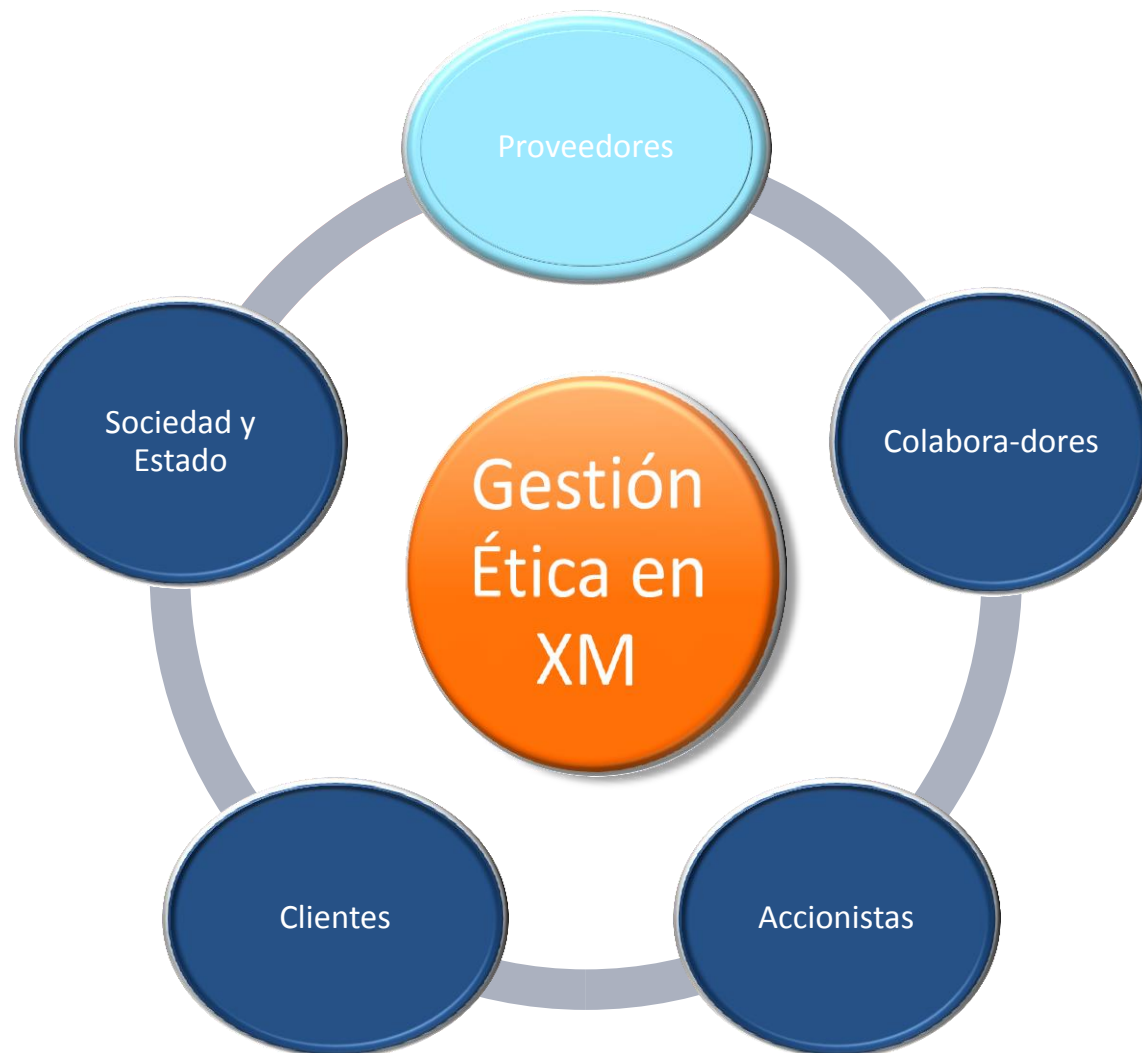 Proveedores
Sociedad y
Estado
Colabora-dores
Gestión
Ética en
XM
Clientes
Accionistas